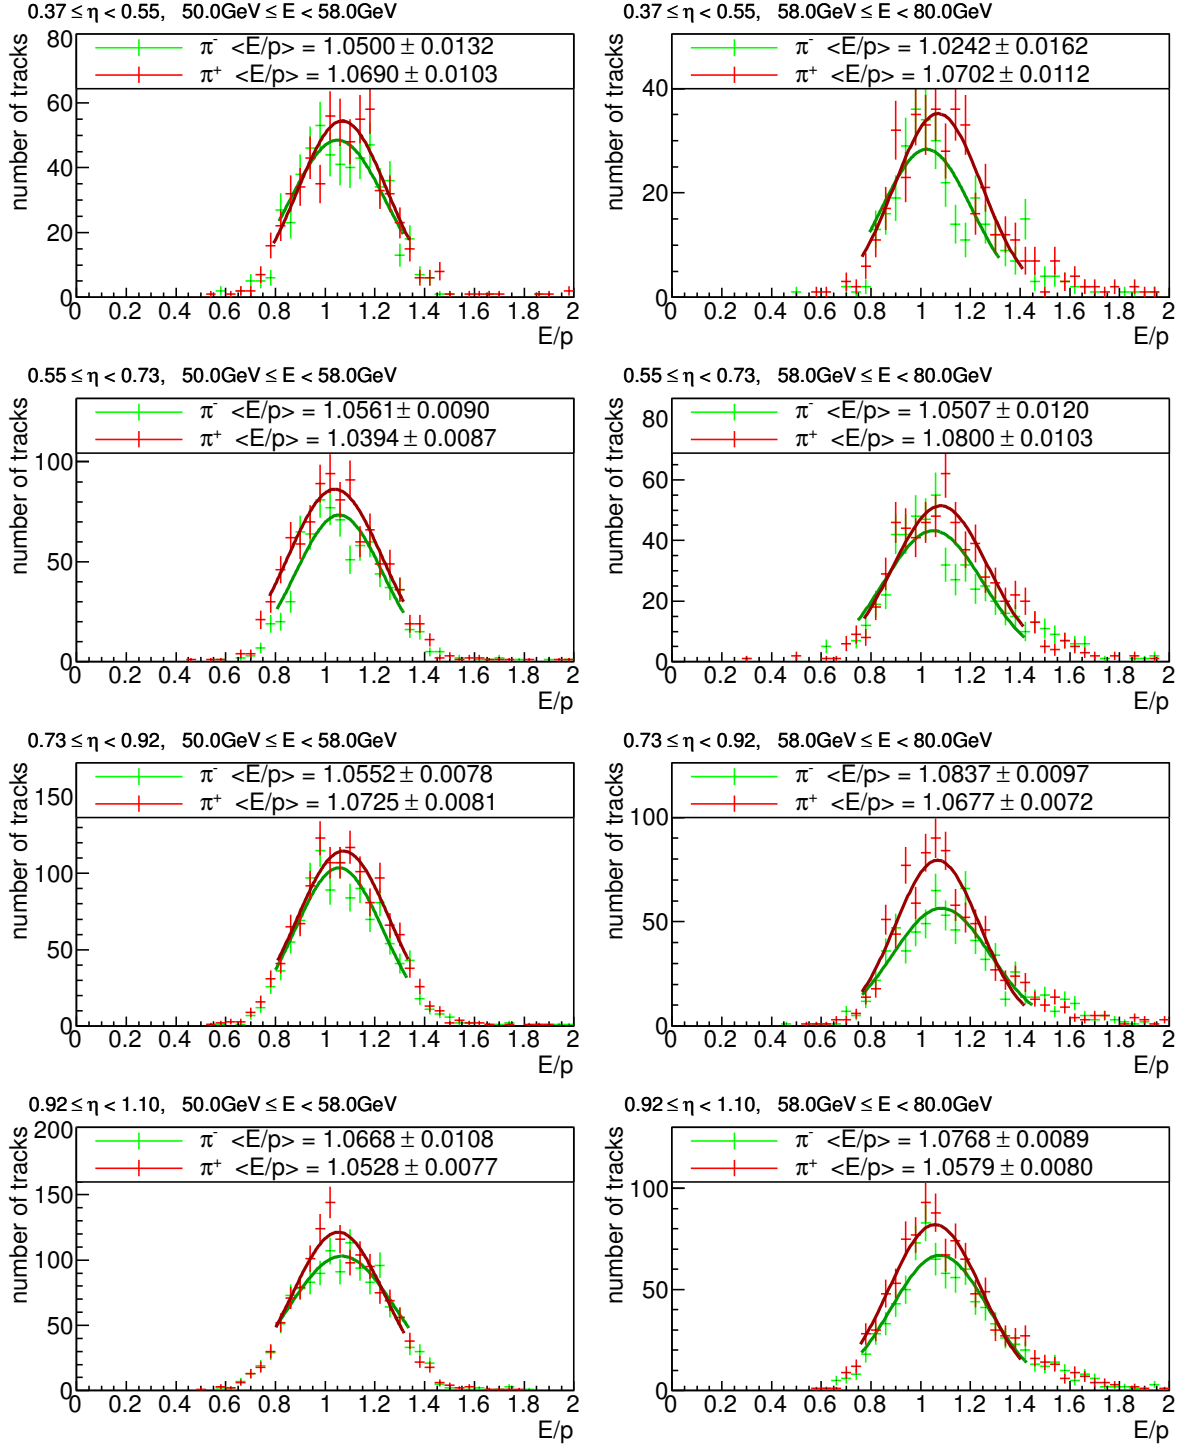 0.37 ≤ η < 0.55, 50.0GeV ≤ E < 58.0GeV
number of tracks
π⁻ <E/p> = 1.0500 ± 0.0132
π⁺ <E/p> = 1.0690 ± 0.0103
80
60
40
20
0
0 0.2 0.4 0.6 0.8 1 1.2 1.4 1.6 1.8 2
E/p
0.37 ≤ η < 0.55, 58.0GeV ≤ E < 80.0GeV
number of tracks
π⁻ <E/p> = 1.0242 ± 0.0162
π⁺ <E/p> = 1.0702 ± 0.0112
40
20
0
0 0.2 0.4 0.6 0.8 1 1.2 1.4 1.6 1.8 2
E/p
0.55 ≤ η < 0.73, 50.0GeV ≤ E < 58.0GeV
number of tracks
π⁻ <E/p> = 1.0561 ± 0.0090
π⁺ <E/p> = 1.0394 ± 0.0087
100
50
0
0 0.2 0.4 0.6 0.8 1 1.2 1.4 1.6 1.8 2
E/p
0.55 ≤ η < 0.73, 58.0GeV ≤ E < 80.0GeV
number of tracks
π⁻ <E/p> = 1.0507 ± 0.0120
π⁺ <E/p> = 1.0800 ± 0.0103
80
60
40
20
0
0 0.2 0.4 0.6 0.8 1 1.2 1.4 1.6 1.8 2
E/p
0.73 ≤ η < 0.92, 50.0GeV ≤ E < 58.0GeV
number of tracks
π⁻ <E/p> = 1.0552 ± 0.0078
π⁺ <E/p> = 1.0725 ± 0.0081
150
100
50
0
0 0.2 0.4 0.6 0.8 1 1.2 1.4 1.6 1.8 2
E/p
0.73 ≤ η < 0.92, 58.0GeV ≤ E < 80.0GeV
number of tracks
π⁻ <E/p> = 1.0837 ± 0.0097
π⁺ <E/p> = 1.0677 ± 0.0072
100
50
0
0 0.2 0.4 0.6 0.8 1 1.2 1.4 1.6 1.8 2
E/p
0.92 ≤ η < 1.10, 50.0GeV ≤ E < 58.0GeV
number of tracks
π⁻ <E/p> = 1.0668 ± 0.0108
π⁺ <E/p> = 1.0528 ± 0.0077
200
150
100
50
0
0 0.2 0.4 0.6 0.8 1 1.2 1.4 1.6 1.8 2
E/p
0.92 ≤ η < 1.10, 58.0GeV ≤ E < 80.0GeV
number of tracks
π⁻ <E/p> = 1.0768 ± 0.0089
π⁺ <E/p> = 1.0579 ± 0.0080
100
50
0
0 0.2 0.4 0.6 0.8 1 1.2 1.4 1.6 1.8 2
E/p